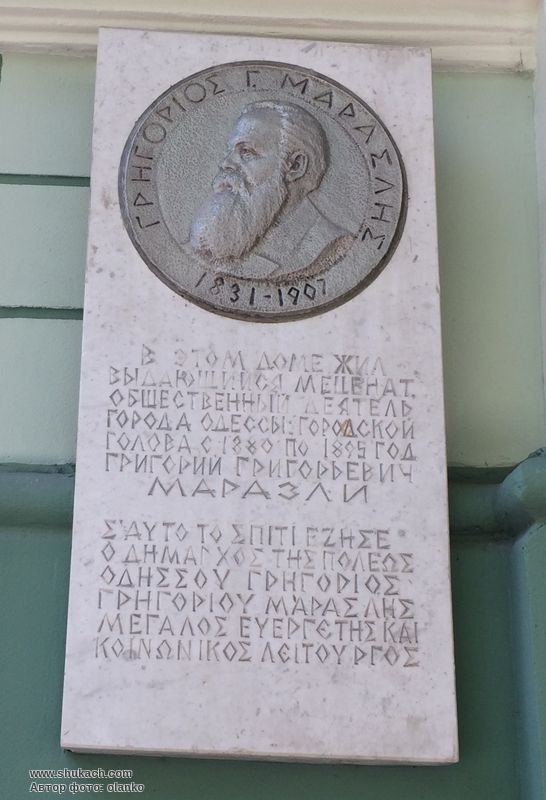 ΓΡΗΓΟΡΙΟΣ Γ. ΜΑΡΑΣΛΗΣ
1831-1907
В ЭТОМ ДОМЕ ЖИЛ
ВЫДАЮЩИЙСЯ МЕЦЕНАТ,
ОБЩЕСТВЕННЫЙ ДЕЯТЕЛЬ
ГОРОДА ОДЕССЫ: ГОРОДСКОЙ
ГОЛОВА С 1880 ПО 1895 ГОД
ГРИГОРИЙ ГРИГОРЬЕВИЧ
МАРАЗЛИ
Σ'ΑΥΤΟ ΤΟ ΣΠΙΤΙ ΕΖΗΣΕ
Ο ΔΗΜΑΡΧΟΣ ΤΗΣ ΠΟΛΕΩΣ
ΟΔΗΣΣΟΥ ΓΡΗΓΟΡΙΟΣ
ΓΡΗΓΟΡΙΟΥ ΜΑΡΑΣΛΗΣ
ΜΕΓΑΛΟΣ ΕΥΕΡΓΕΤΗΣ ΚΑΙ
ΚΟΙΝΩΝΙΚΟΣ ΛΕΙΤΟΥΡΓΟΣ
www.shukach.com
Автор фото: olanko